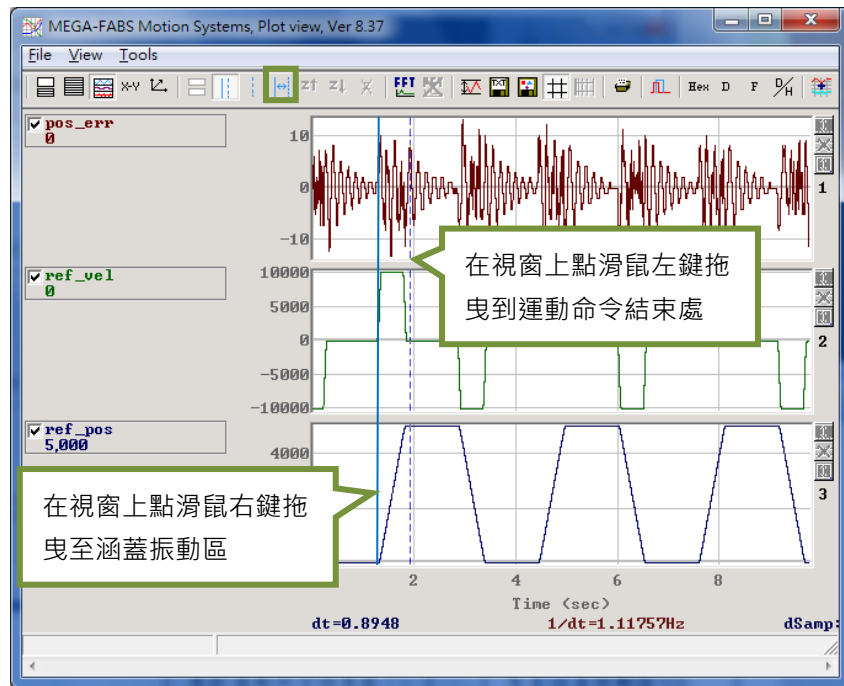 MEGA-FABS Motion Systems, Plot view, Ver 8.37
File View Tools
X-Y FFT TXT Hex D F D/H
pos_err
0
10
0
-10
1
在視窗上點滑鼠左鍵拖
曳到運動命令結束處
ref_vel
0
10000
5000
0
-5000
-10000
2
ref_pos
5,000
4000
3
在視窗上點滑鼠右鍵拖
曳至涵蓋振動區
2 4 6 8
Time (sec)
dt=0.8948 1/dt=1.11757Hz dSamp: